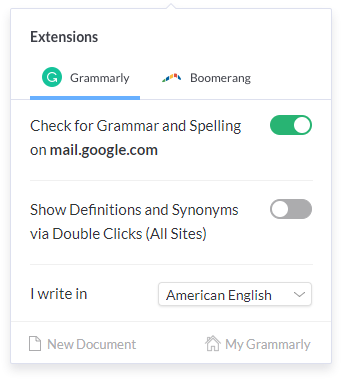 Extensions
Grammarly Boomerang
Check for Grammar and Spelling
on mail.google.com
Show Definitions and Synonyms
via Double Clicks (All Sites)
I write in American English
New Document My Grammarly